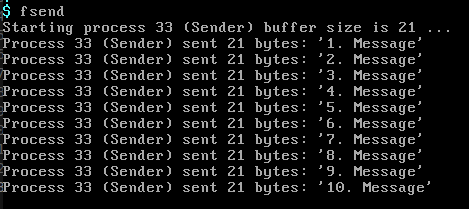 $ fsend
Starting process 33 (Sender) buffer size is 21 ...
Process 33 (Sender) sent 21 bytes: '1. Message'
Process 33 (Sender) sent 21 bytes: '2. Message'
Process 33 (Sender) sent 21 bytes: '3. Message'
Process 33 (Sender) sent 21 bytes: '4. Message'
Process 33 (Sender) sent 21 bytes: '5. Message'
Process 33 (Sender) sent 21 bytes: '6. Message'
Process 33 (Sender) sent 21 bytes: '7. Message'
Process 33 (Sender) sent 21 bytes: '8. Message'
Process 33 (Sender) sent 21 bytes: '9. Message'
Process 33 (Sender) sent 21 bytes: '10. Message'